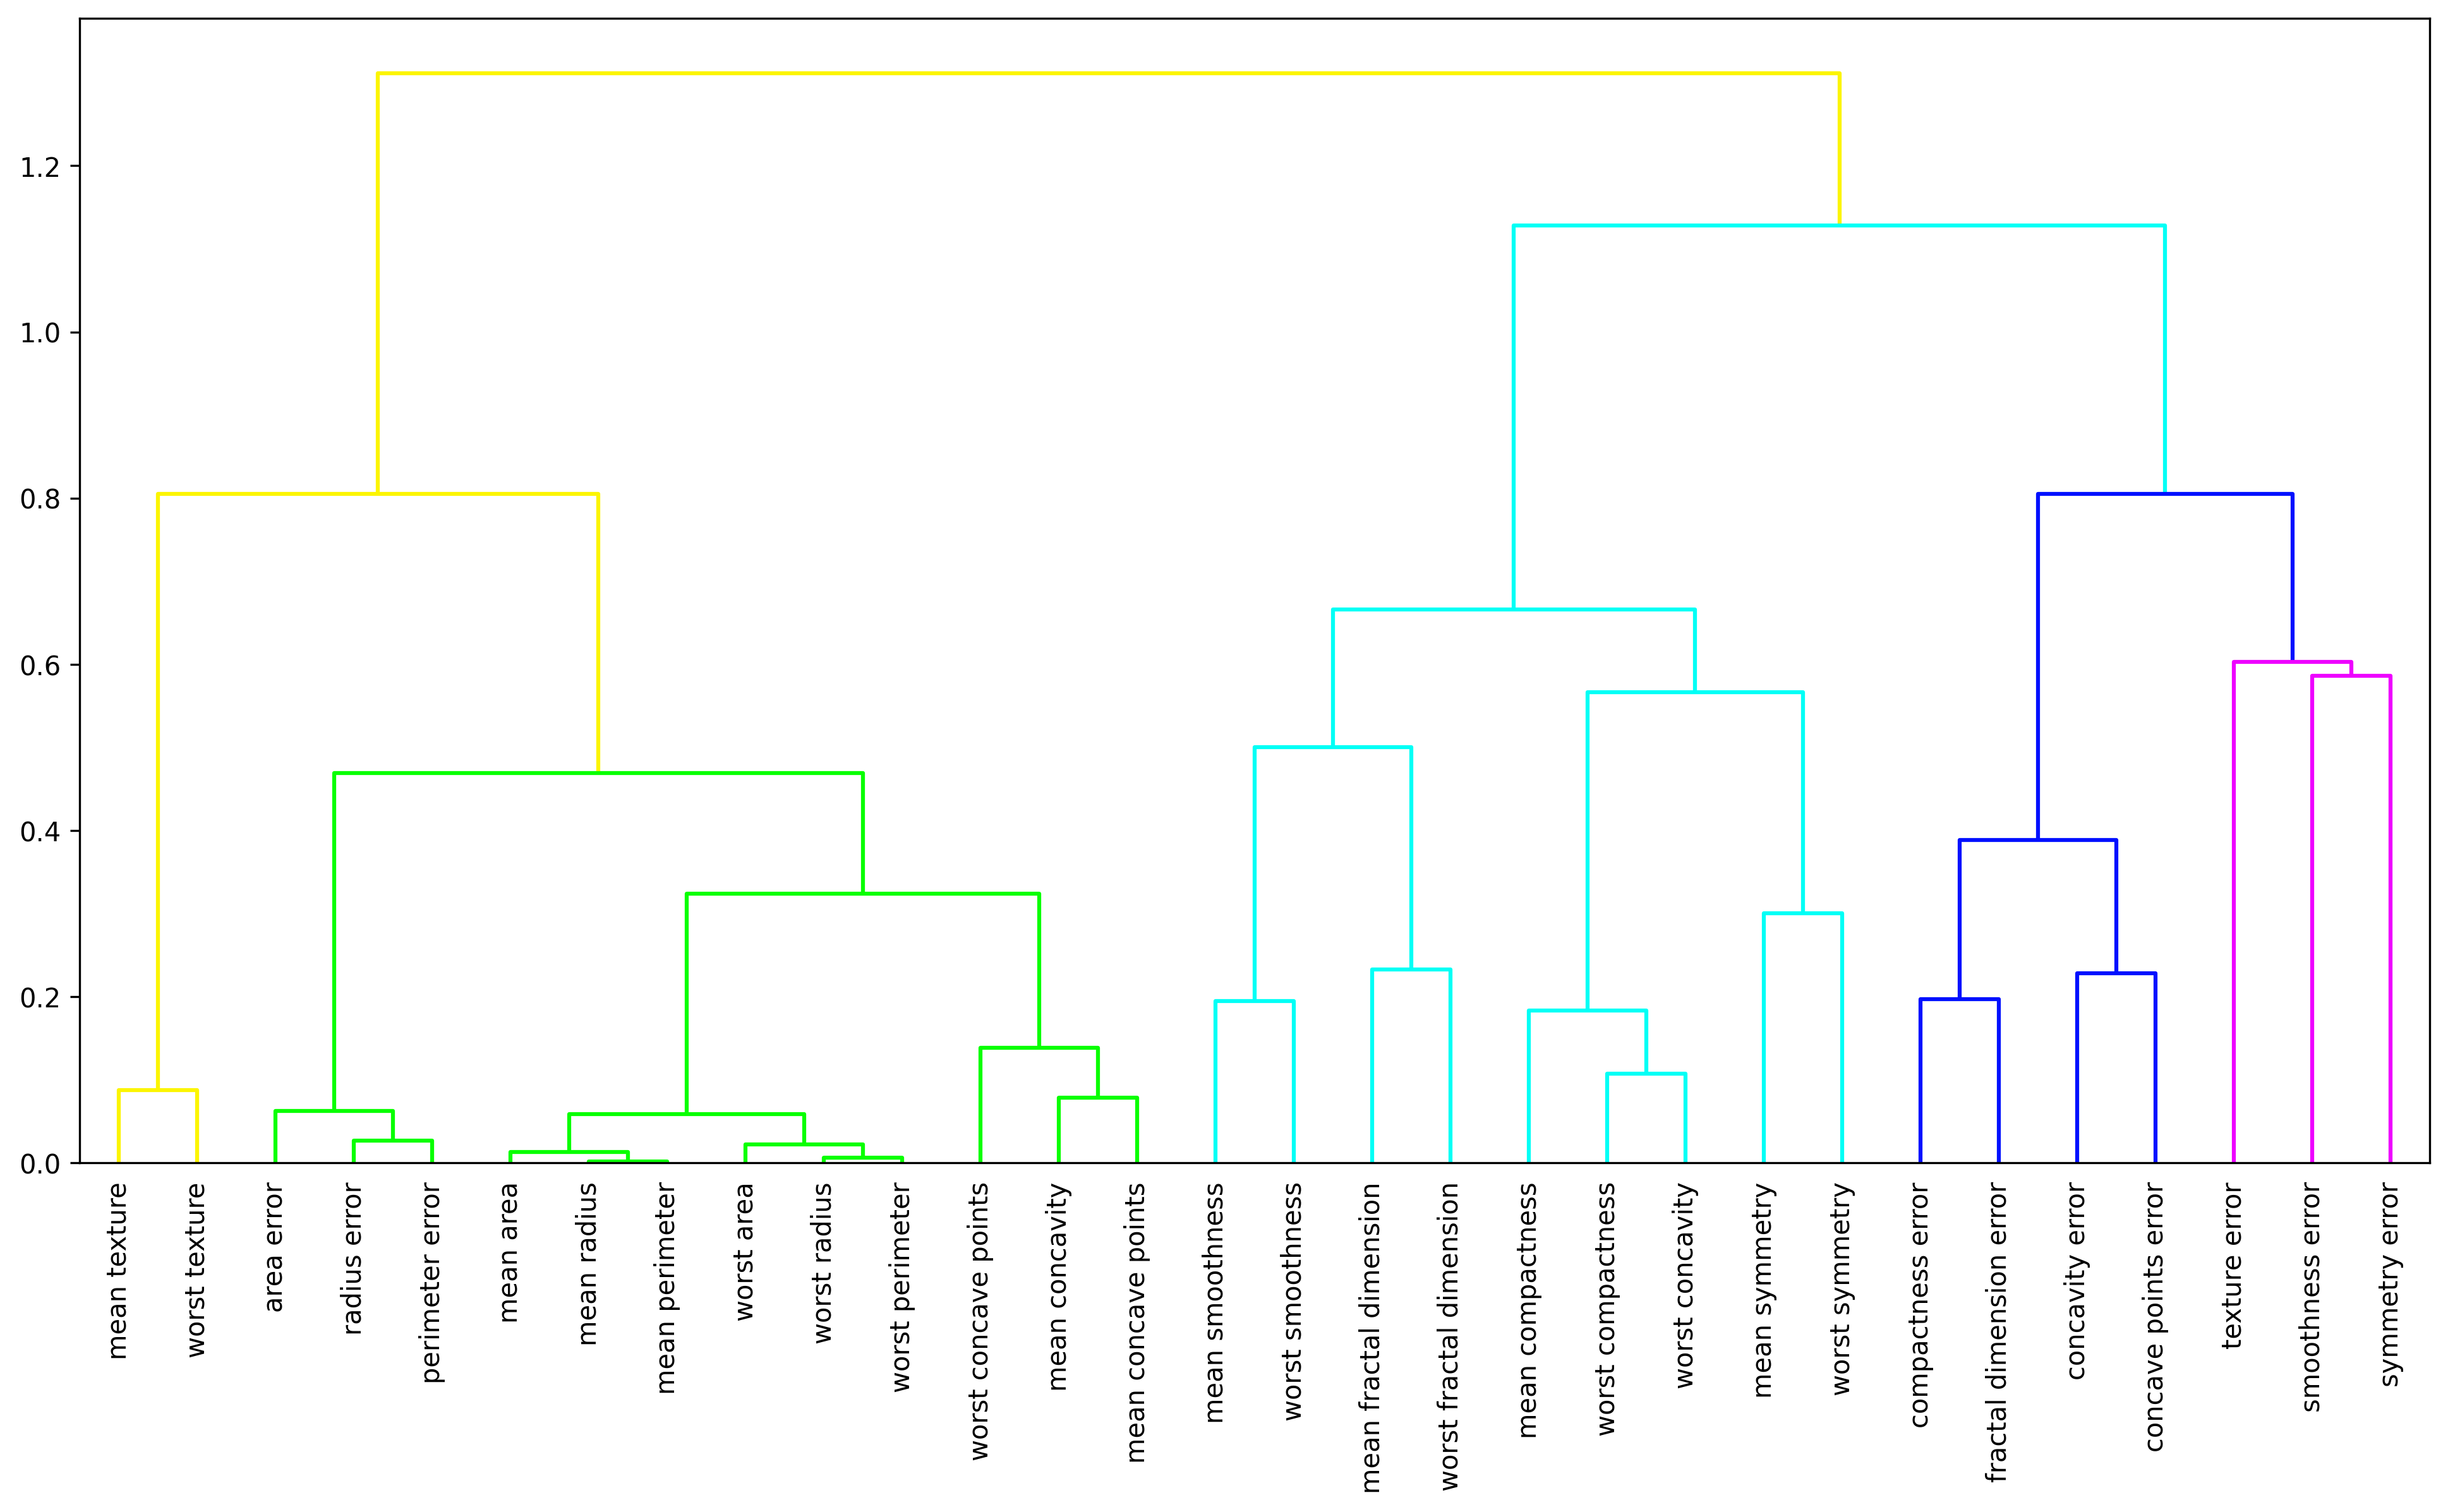 1.2
1.0
0.8
0.6
0.4
0.2
0.0
mean texture
worst texture
area error
radius error
perimeter error
mean area
mean radius
mean perimeter
worst area
worst radius
worst perimeter
worst concave points
mean concavity
mean concave points
mean smoothness
worst smoothness
mean fractal dimension
worst fractal dimension
mean compactness
worst compactness
worst concavity
mean symmetry
worst symmetry
compactness error
fractal dimension error
concavity error
concave points error
texture error
smoothness error
symmetry error